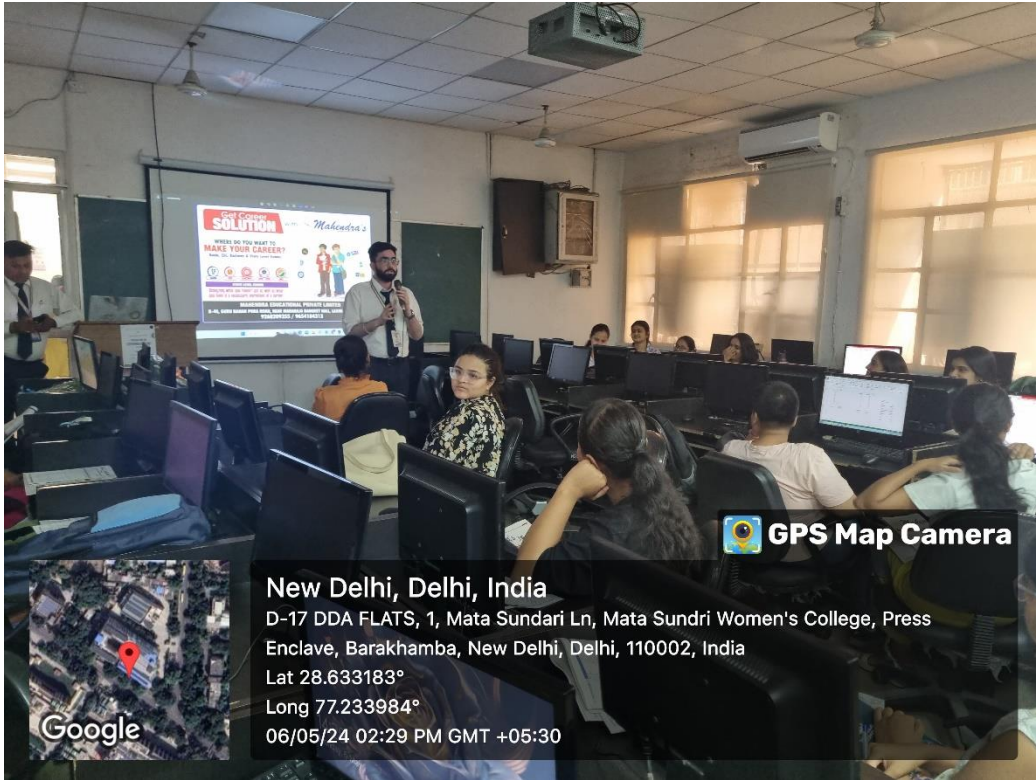 Get Career
SOLUTION
Mahendra's
WHERE DO YOU WANT TO
MAKE YOUR CAREER?
MAHENDRA EDUCATIONAL PRIVATE LIMITED
GPS Map Camera
New Delhi, Delhi, India
D-17 DDA FLATS, 1, Mata Sundari Ln, Mata Sundri Women's College, Press
Enclave, Barakhamba, New Delhi, Delhi, 110002, India
Lat 28.633183°
Long 77.233984°
06/05/24 02:29 PM GMT +05:30
Google